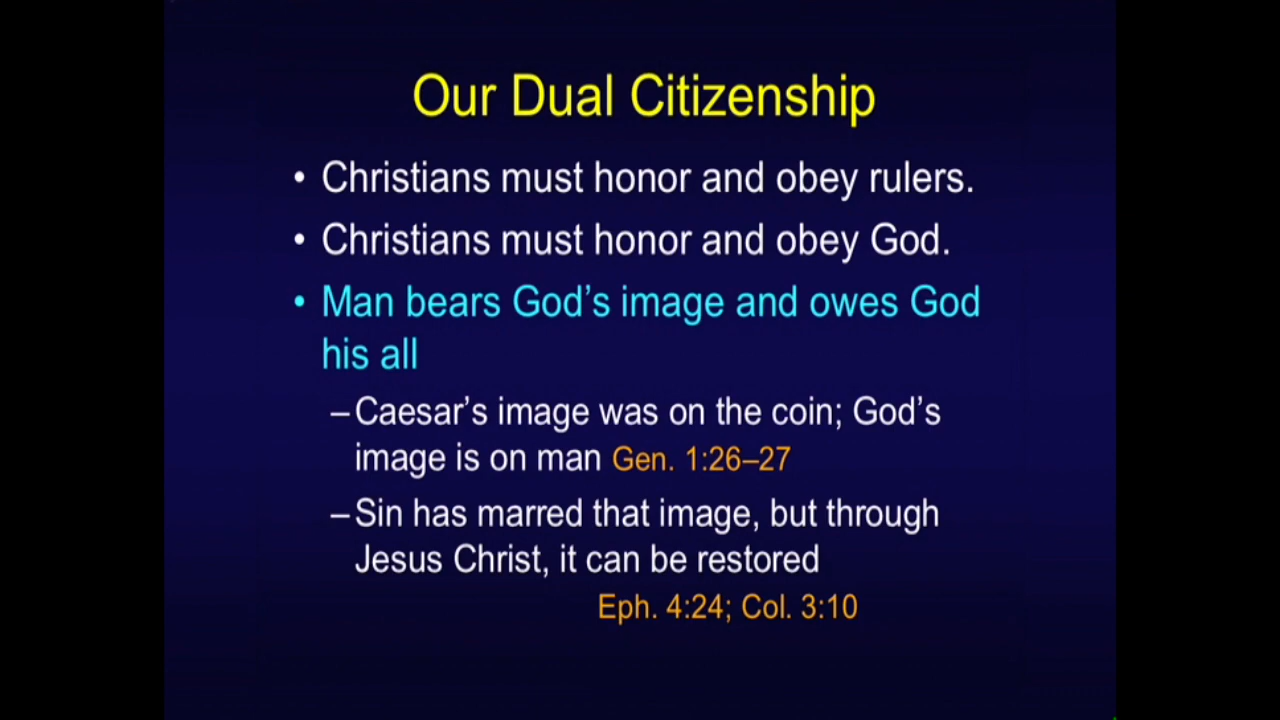 Our Dual Citizenship
• Christians must honor and obey rulers.
• Christians must honor and obey God.
• Man bears God’s image and owes God
his all
–Caesar’s image was on the coin; God’s
image is on man Gen. 1:26–27
–Sin has marred that image, but through
Jesus Christ, it can be restored
Eph. 4:24; Col. 3:10